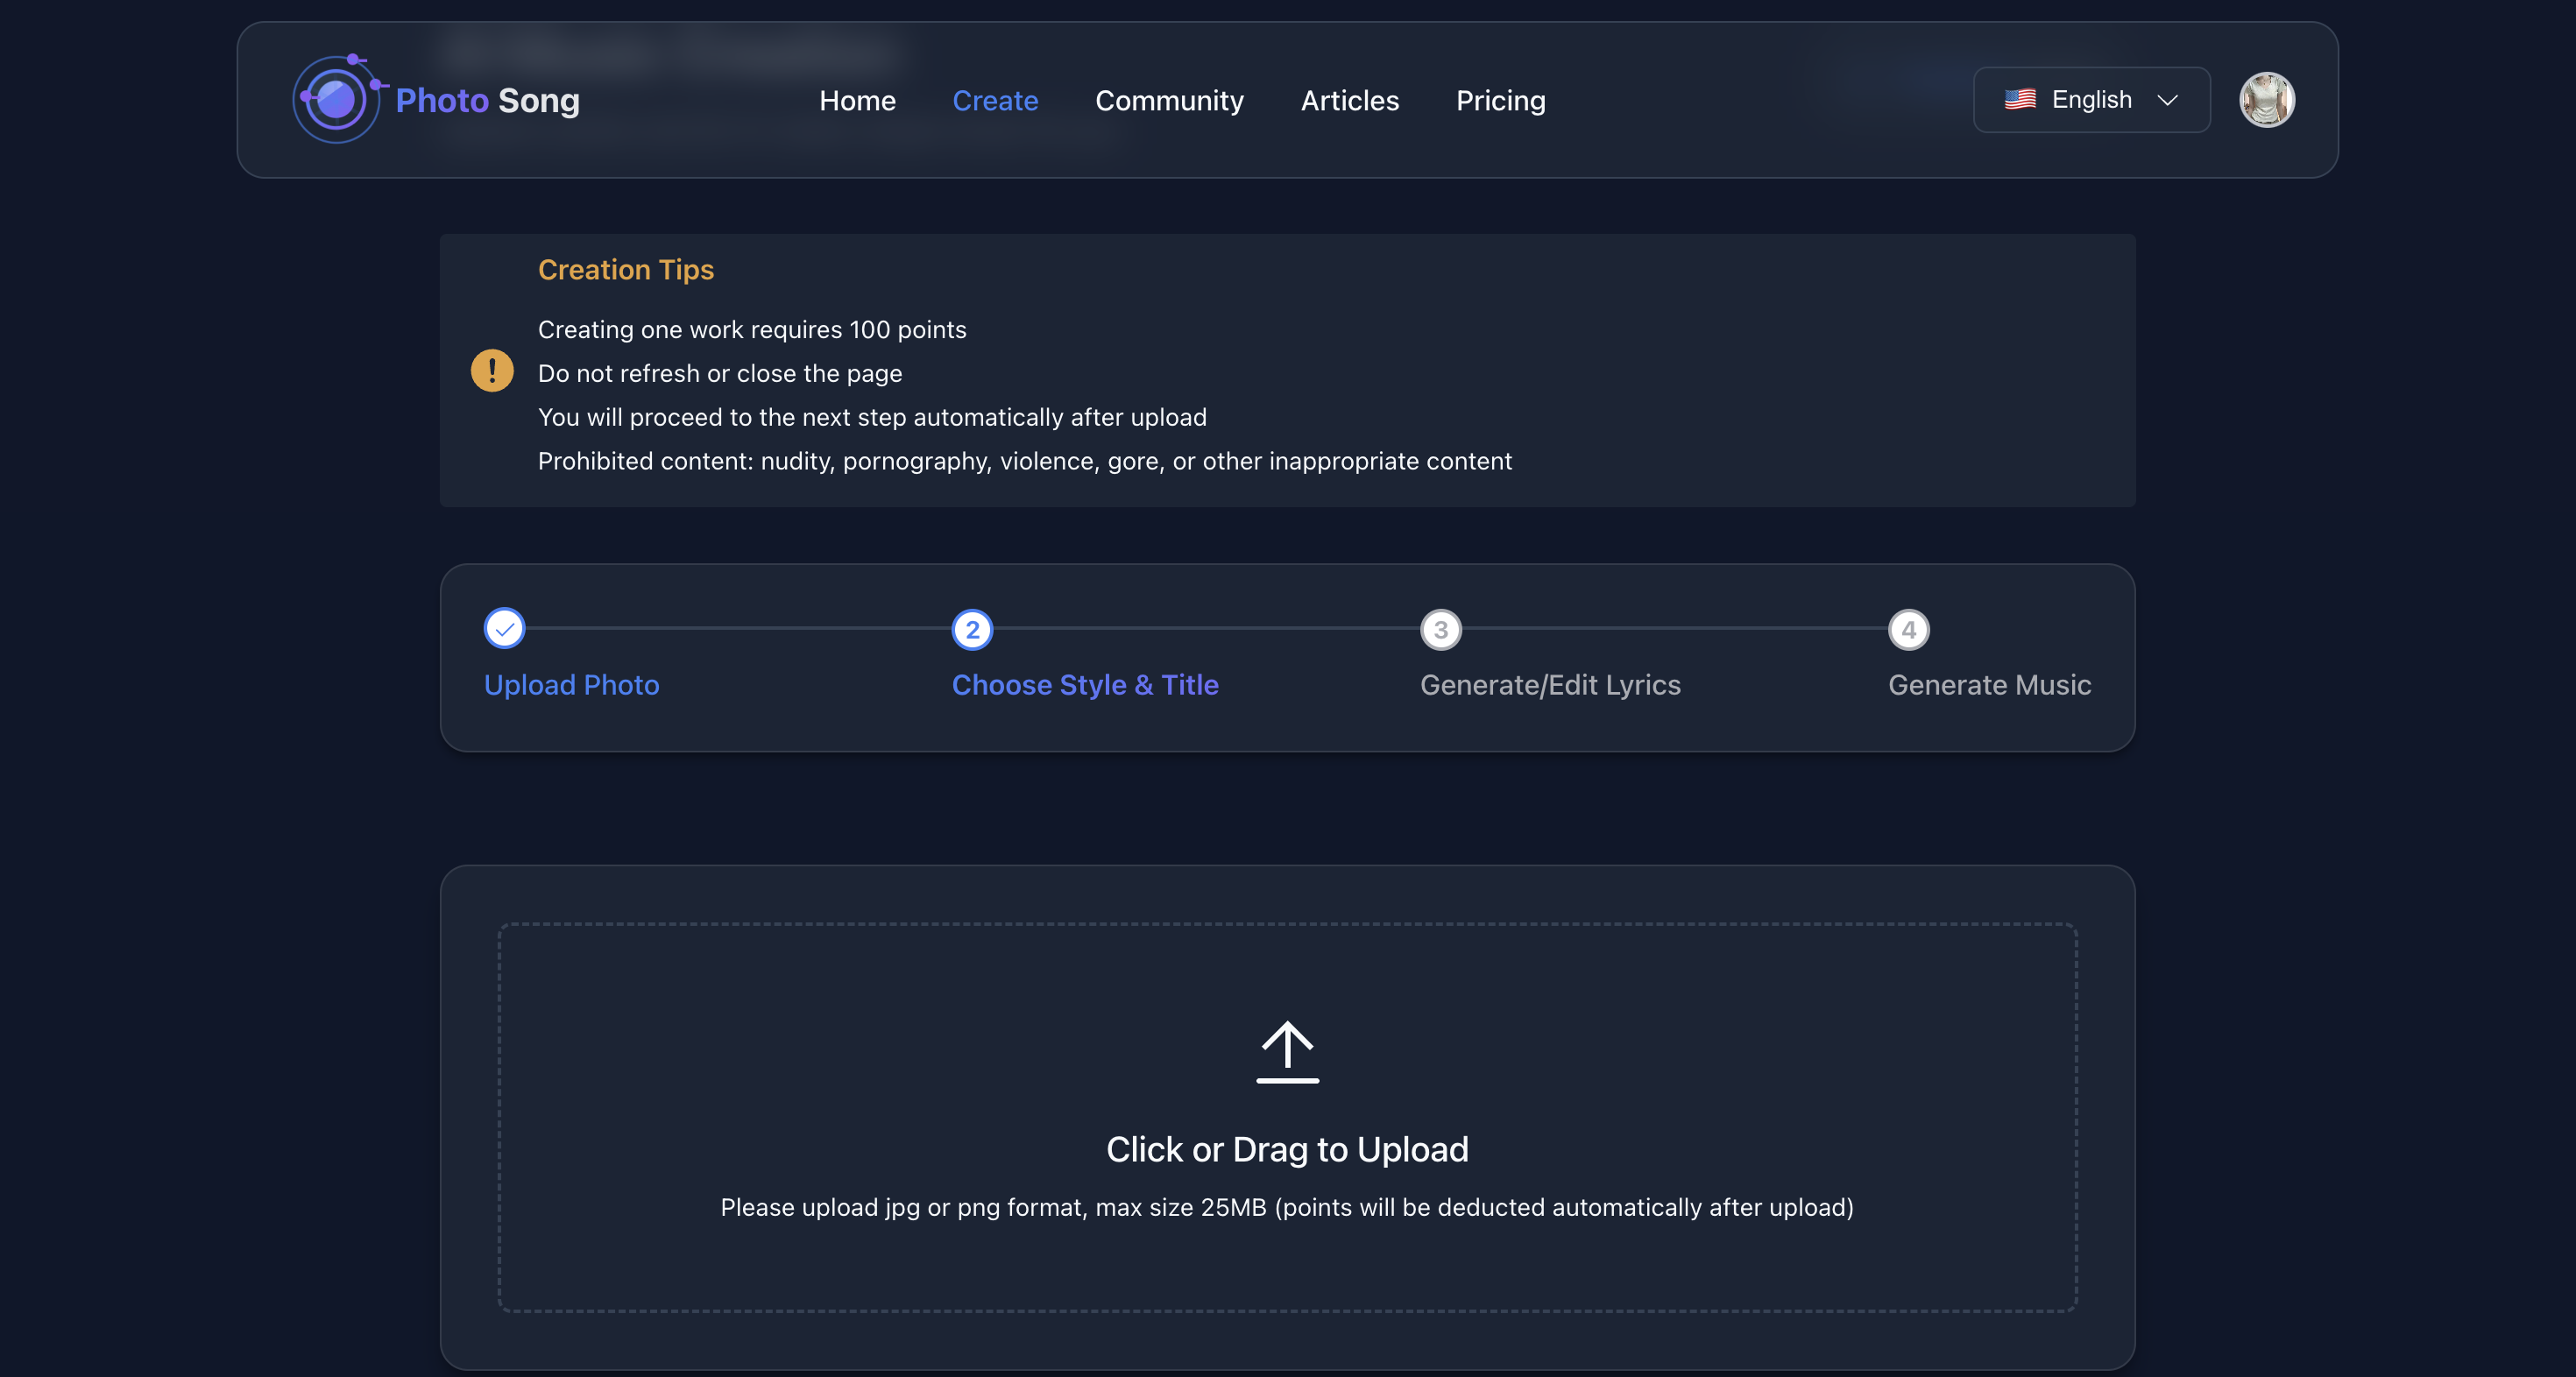 Photo Song
Home
Create
Community
Articles
Pricing
English
Creation Tips
Creating one work requires 100 points
Do not refresh or close the page
You will proceed to the next step automatically after upload
Prohibited content: nudity, pornography, violence, gore, or other inappropriate content
2
3
4
Upload Photo
Choose Style & Title
Generate/Edit Lyrics
Generate Music
Click or Drag to Upload
Please upload jpg or png format, max size 25MB (points will be deducted automatically after upload)